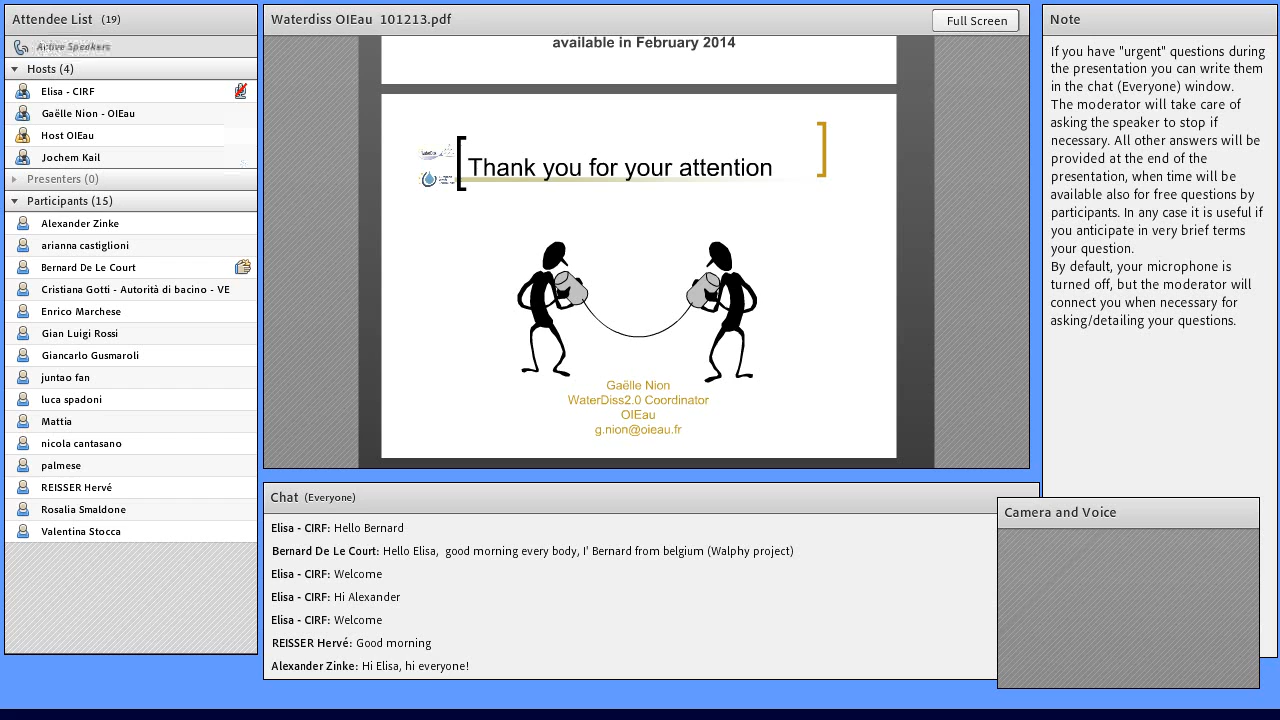 Attendee List (19)
Active Speakers
Hosts (4)
Elisa - CIRF
Gaëlle Nion - OIEau
Host OIEau
Jochem Kail
Presenters (0)
Participants (15)
Alexander Zinke
arianna castiglioni
Bernard De Le Court
Cristiana Gotti - Autorità di bacino - VE
Enrico Marchese
Gian Luigi Rossi
Giancarlo Gusmaroli
juntao fan
luca spadoni
Mattia
nicola cantasano
palmese
REISSER Hervé
Rosalia Smaldone
Valentina Stocca
Waterdiss OIEau 101213.pdf
Full Screen
available in February 2014
Thank you for your attention
Gaëlle Nion
WaterDiss2.0 Coordinator
OIEau
g.nion@oieau.fr
Chat (Everyone)
Elisa - CIRF: Hello Bernard
Bernard De Le Court: Hello Elisa, good morning every body, I' Bernard from belgium (Walphy project)
Elisa - CIRF: Welcome
Elisa - CIRF: Hi Alexander
Elisa - CIRF: Welcome
REISSER Hervé: Good morning
Alexander Zinke: Hi Elisa, hi everyone!
Note
If you have "urgent" questions during
the presentation you can write them
in the chat (Everyone) window.
The moderator will take care of
asking the speaker to stop if
necessary. All other answers will be
provided at the end of the
presentation, when time will be
available also for free questions by
participants. In any case it is useful if
you anticipate in very brief terms
your question.
By default, your microphone is
turned off, but the moderator will
connect you when necessary for
asking/detailing your questions.
Camera and Voice